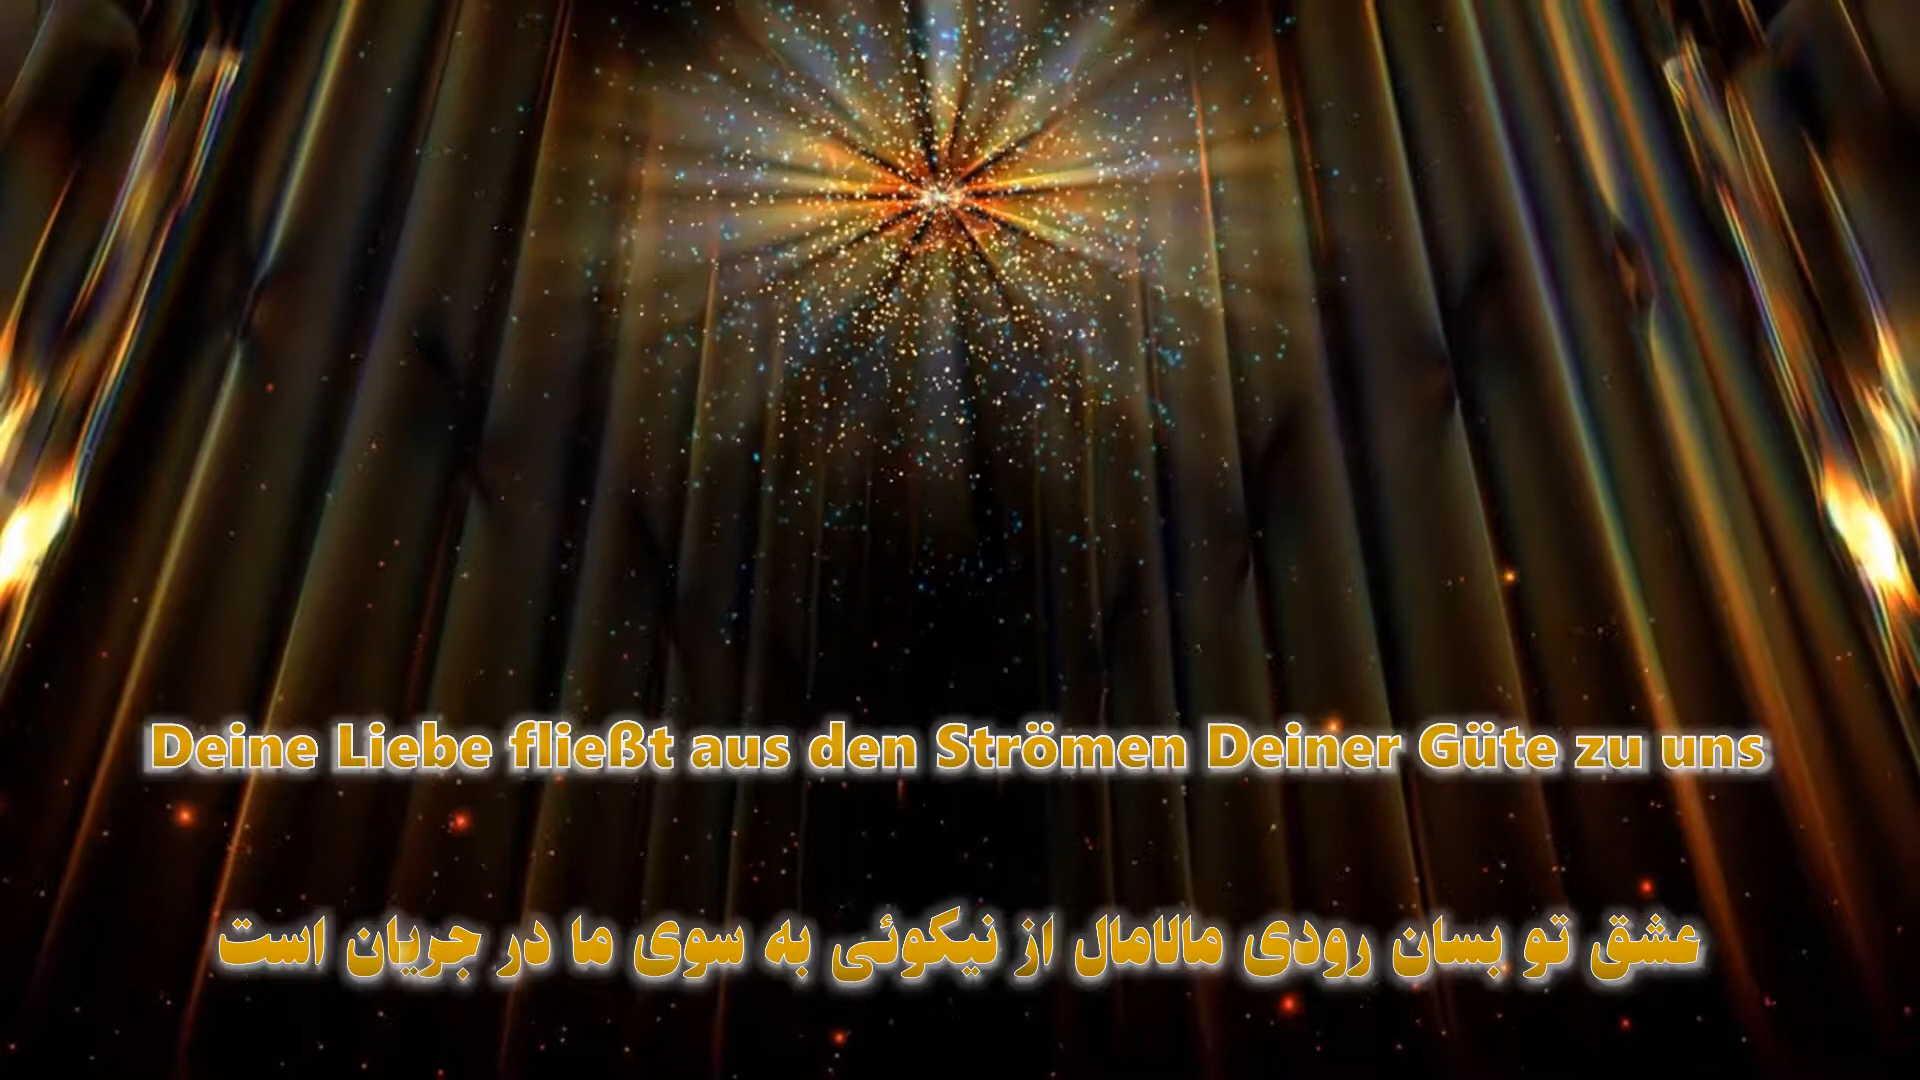 Deine Liebe fließt aus den Strömen Deiner Güte zu uns
عشق تو بسان رودی مالامال از نیکوئی به سوی ما در جریان است